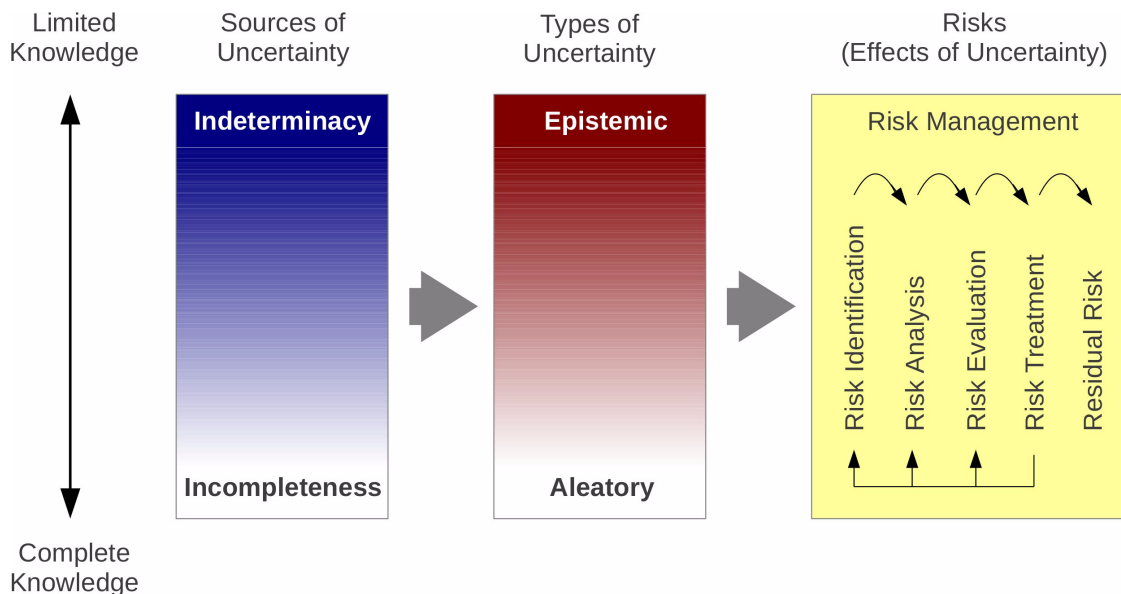 Limited
Knowledge
Sources of
Uncertainty
Types of
Uncertainty
Risks
(Effects of Uncertainty)
Indeterminacy
Epistemic
Risk Management
Risk Identification
Risk Analysis
Risk Evaluation
Risk Treatment
Residual Risk
Incompleteness
Aleatory
Complete
Knowledge